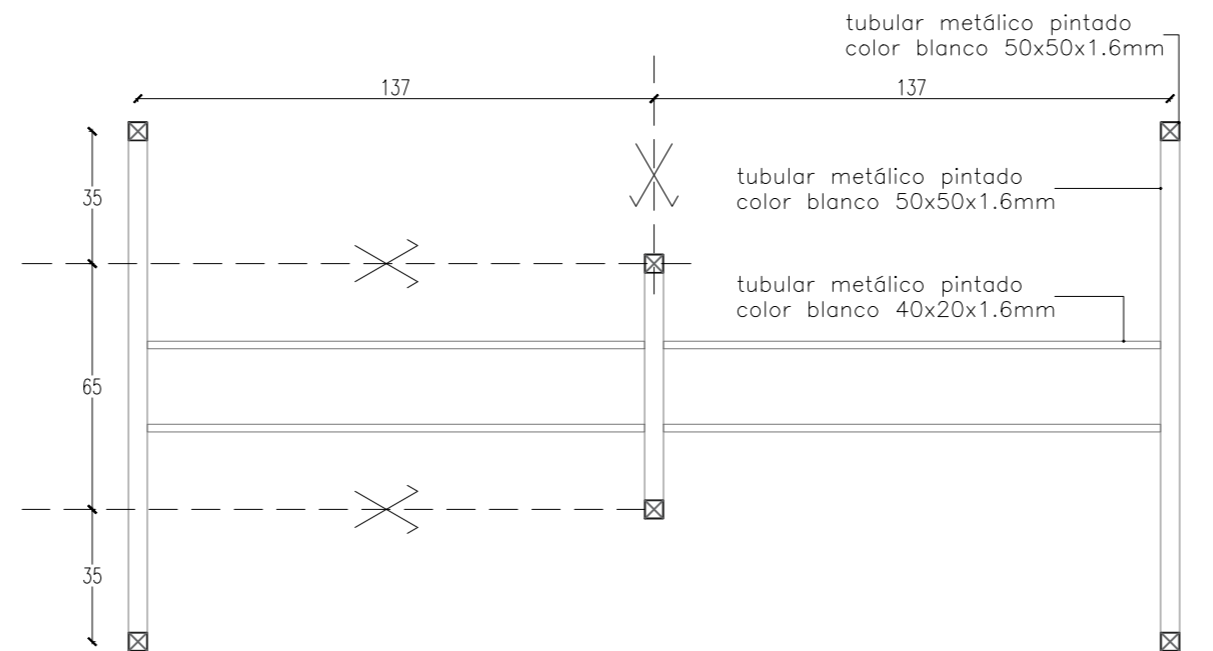 tubular metálico pintado
color blanco 50x50x1.6mm
137
137
35
tubular metálico pintado
color blanco 50x50x1.6mm
tubular metálico pintado
color blanco 40x20x1.6mm
65
35